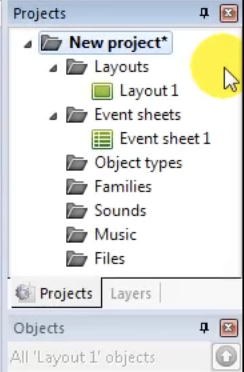 Projects
New project*
Layouts
Layout 1
Event sheets
Event sheet 1
Object types
Families
Sounds
Music
Files
Projects Layers
Objects
All 'Layout 1' objects